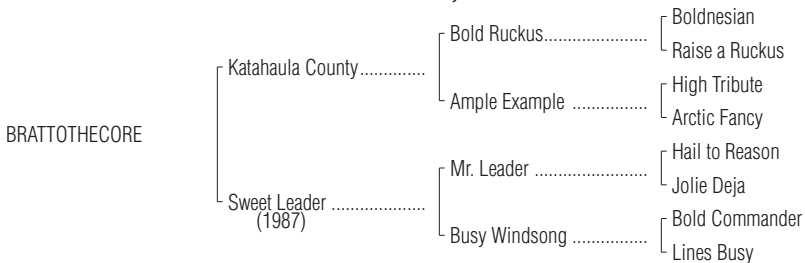 Boldnesian
Bold Ruckus......................
Raise a Ruckus
Katahaula County..............
High Tribute
Ample Example ................
Arctic Fancy
BRATTOTHECORE
Hail to Reason
Mr. Leader ........................
Jolie Deja
Sweet Leader ....................
(1987)
Bold Commander
Busy Windsong ................
Lines Busy